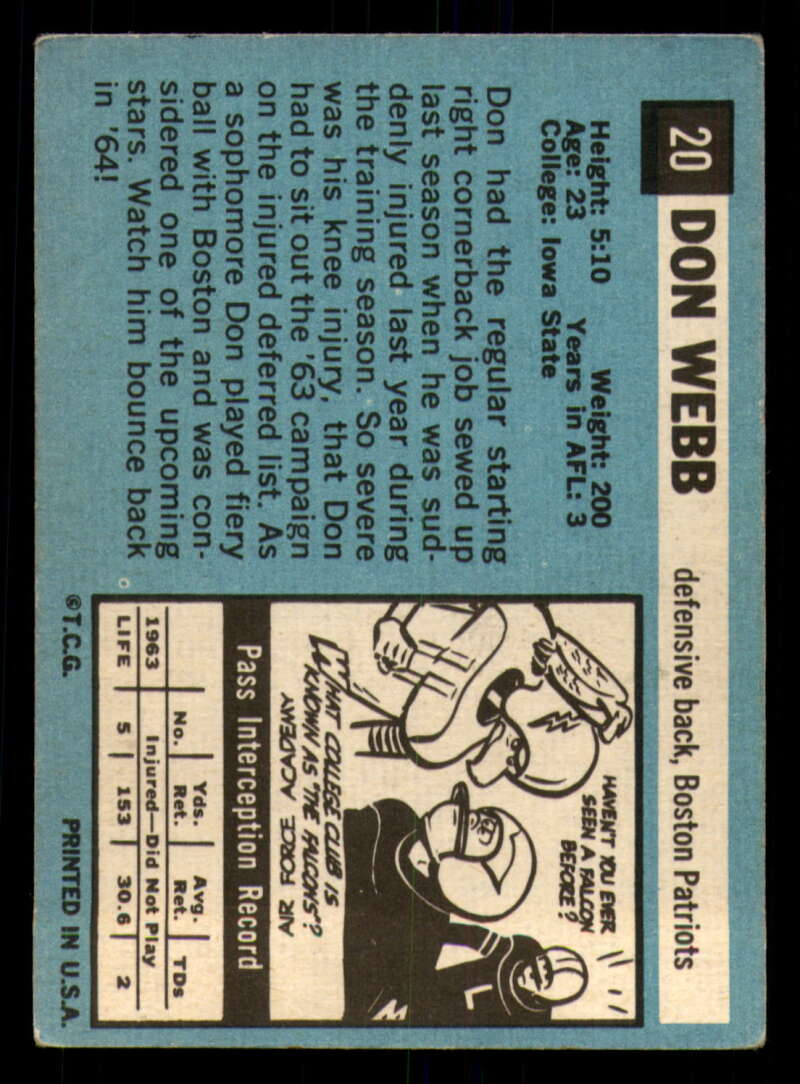 20 DON WEBB defensive back, Boston Patriots
Height: 5:10 Weight: 200
Age: 23 Years in AFL: 3
College: Iowa State
Don had the regular starting
right cornerback job sewed up
last season when he was sud-
denly injured last year during
the training season. So severe
was his knee injury, that Don
had to sit out the '63 campaign
on the injured deferred list. As
a sophomore Don played fiery
ball with Boston and was con-
sidered one of the upcoming
stars. Watch him bounce back
in '64!
HAVEN'T YOU EVER
SEEN A FALCON
BEFORE?
L
WHAT COLLEGE CLUB IS
KNOWN AS "THE FALCONS"?
AIR FORCE ACADEMY
Pass Interception Record
No. Yds. Ret. Avg. Ret. TDs
1963 Injured—Did Not Play
LIFE 5 153 30.6 2
©T.C.G. PRINTED IN U.S.A.